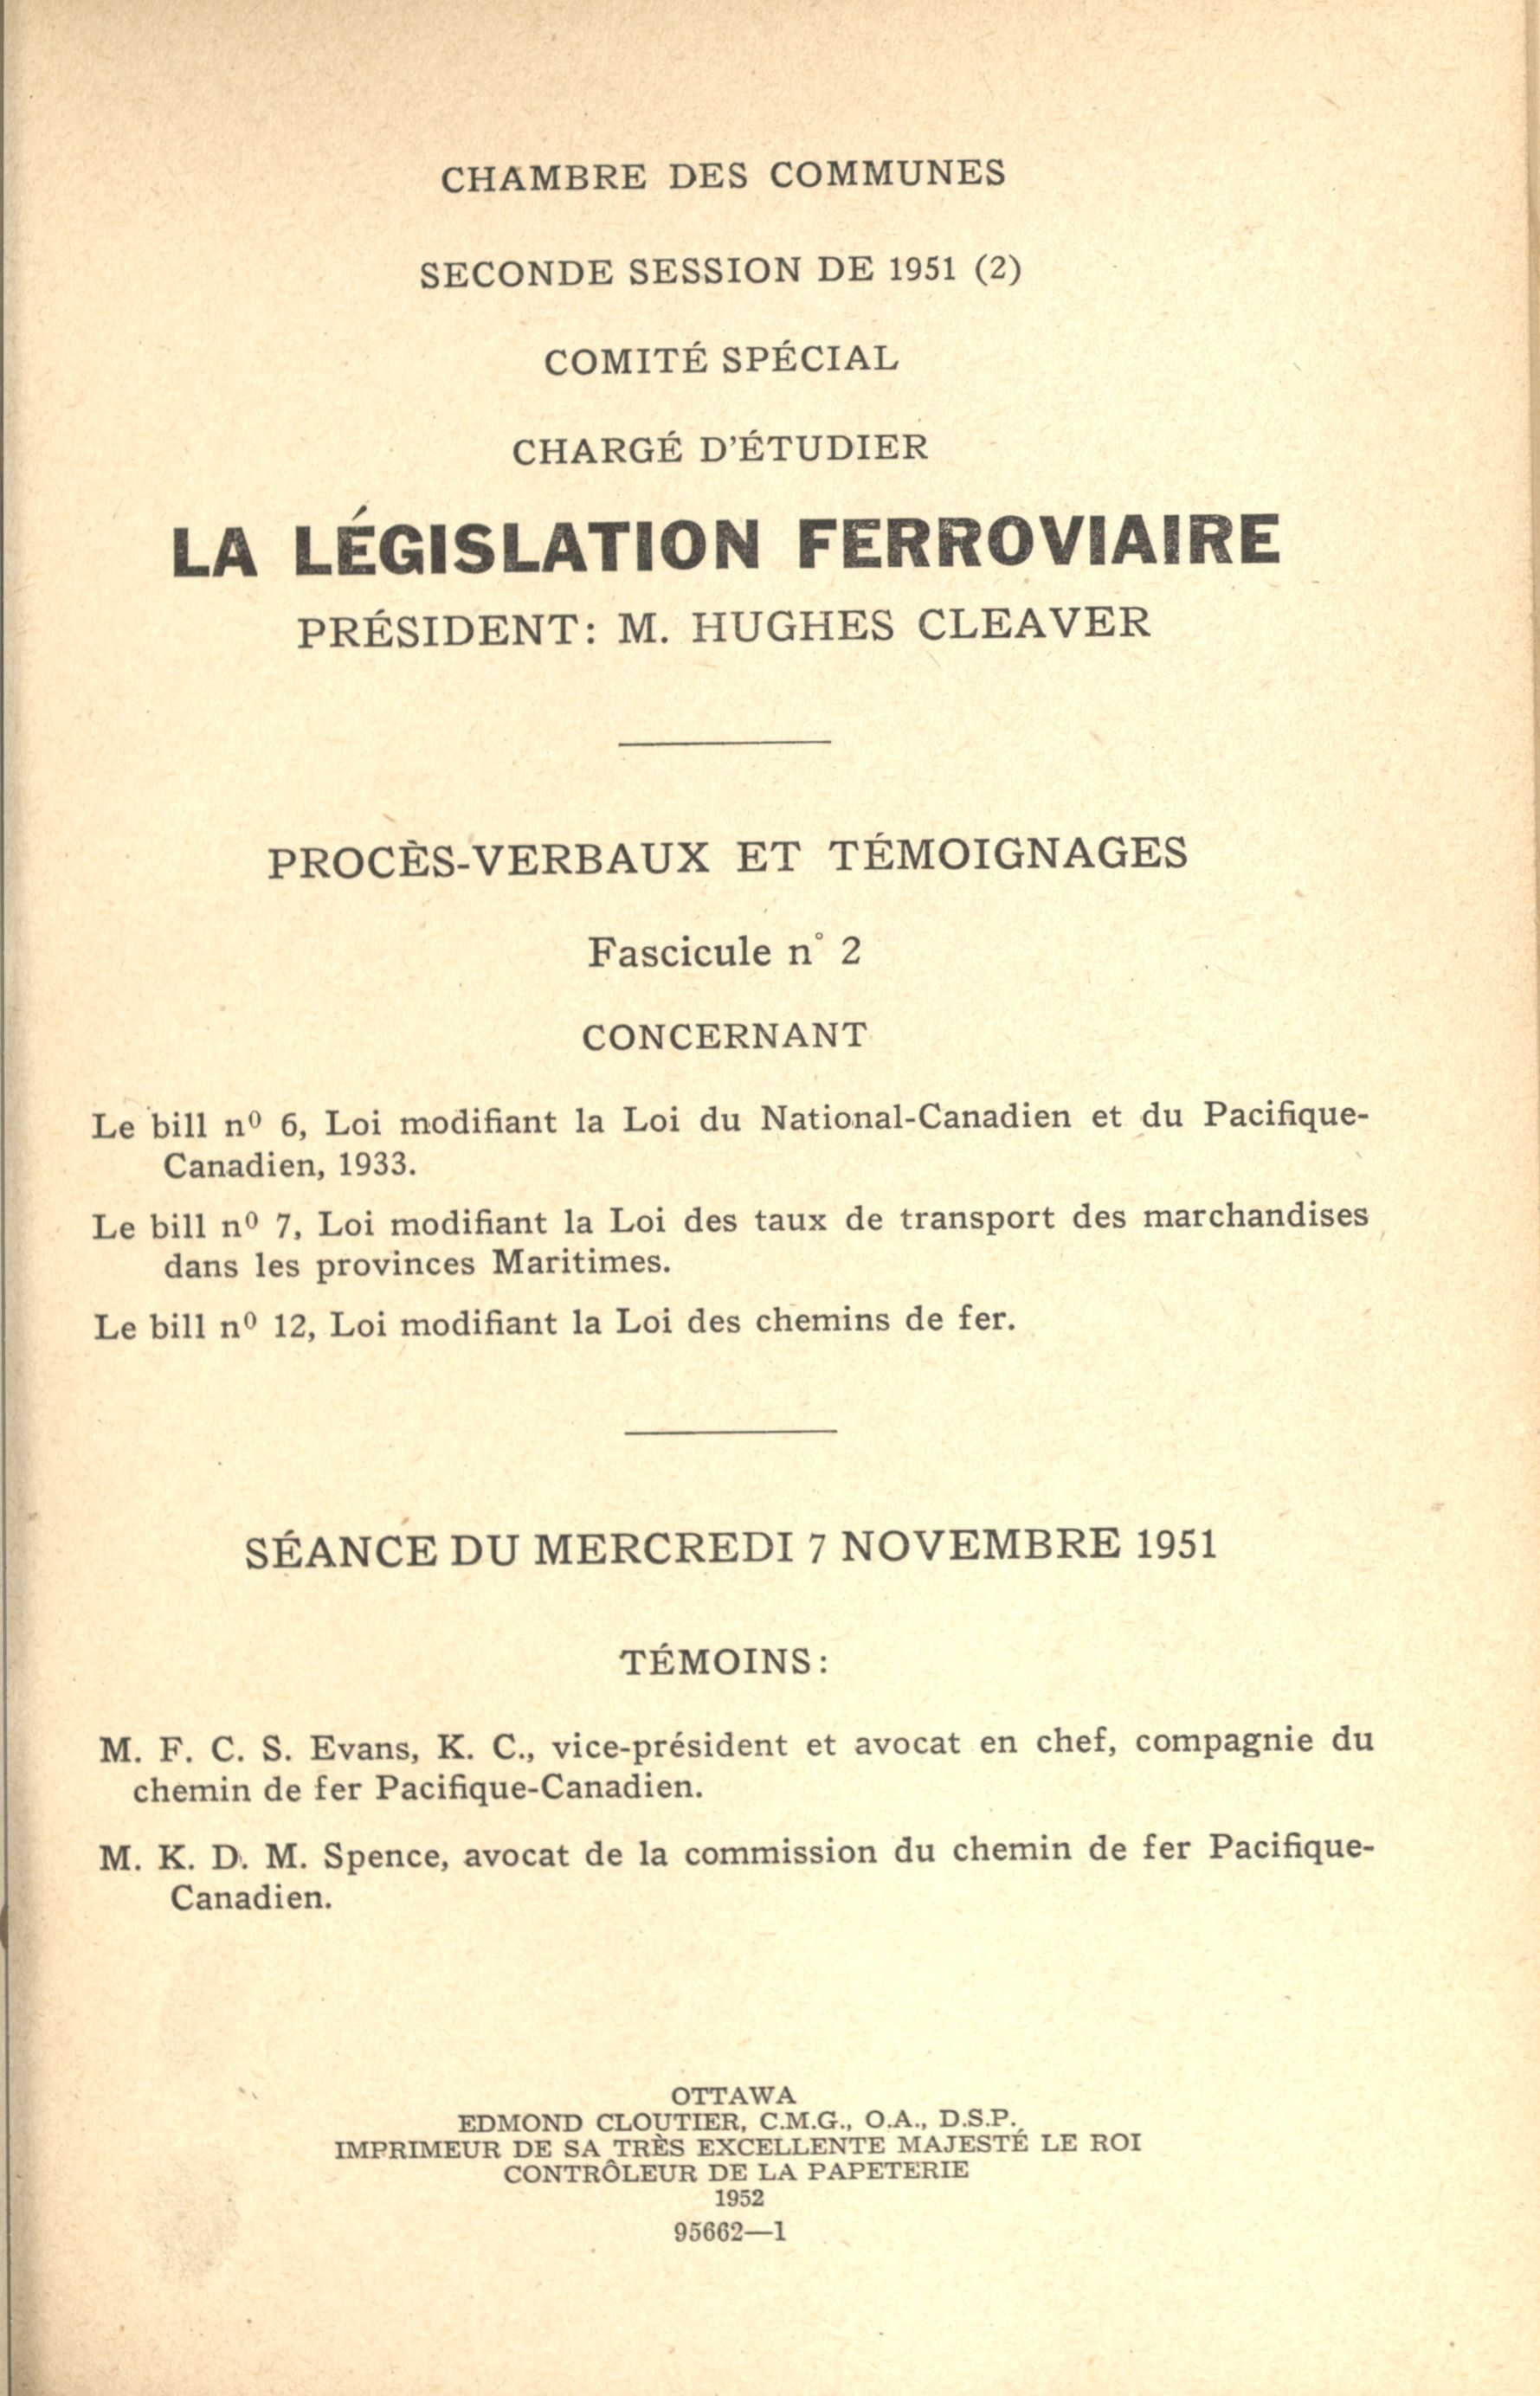 CHAMBRE DES COMMUNES
SECONDE SESSION DE 1951 (2)
COMITÉ SPÉCIAL
CHARGÉ D'ÉTUDIER
LA LÉGISLATION FERROVIAIRE
PRÉSIDENT: M. HUGHES CLEAVER
PROCÈS-VERBAUX ET TÉMOIGNAGES
Fascicule n° 2
CONCERNANT
Le bill nº 6, Loi modifiant la Loi du National-Canadien et du Pacifique-
Canadien, 1933.
Le bill nº 7, Loi modifiant la Loi des taux de transport des marchandises
dans les provinces Maritimes.
Le bill nº 12, Loi modifiant la Loi des chemins de fer.
SÉANCE DU MERCREDI 7 NOVEMBRE 1951
TÉMOINS:
M. F. C. S. Evans, K. C., vice-président et avocat en chef, compagnie du
chemin de fer Pacifique-Canadien.
M. K. D. M. Spence, avocat de la commission du chemin de fer Pacifique-
Canadien.
OTTAWA
EDMOND CLOUTIER, C.M.G., O.A., D.S.P.
IMPRIMEUR DE SA TRÈS EXCELLENTE MAJESTÉ LE ROI
CONTRÔLEUR DE LA PAPETERIE
1952
95662—1